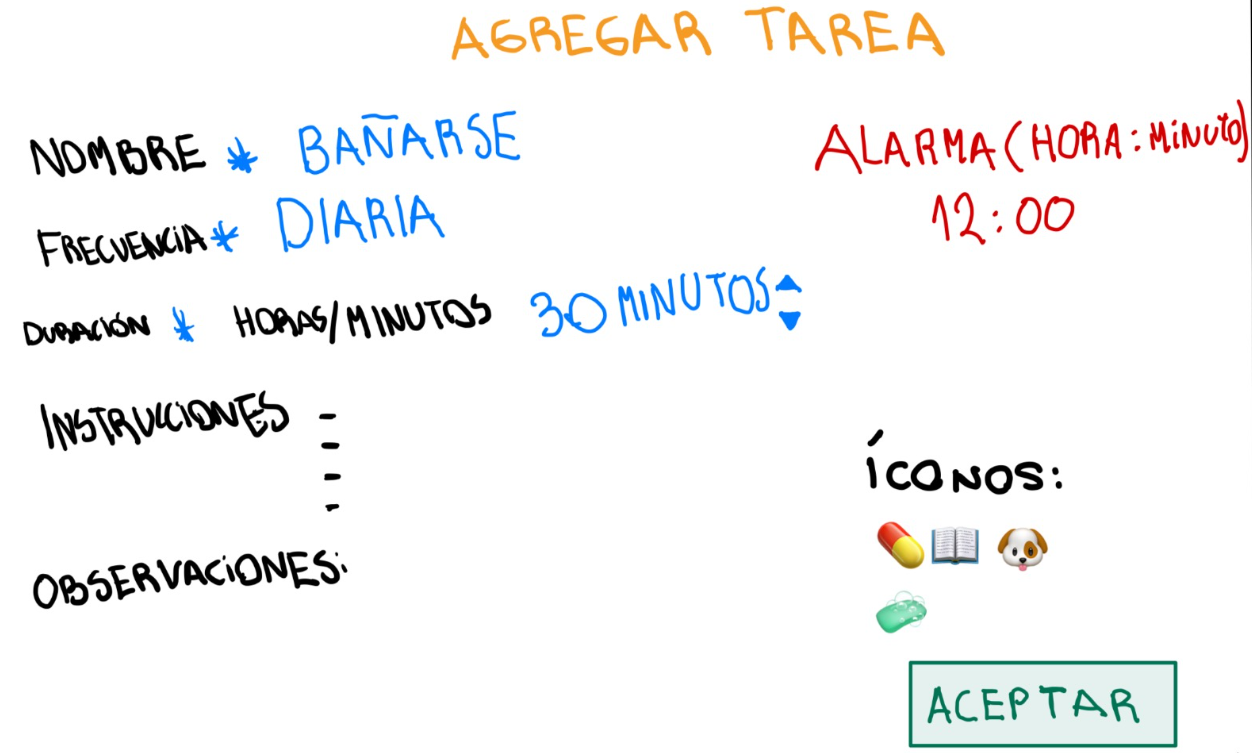 AGREGAR TAREA
NOMBRE * BAÑARSE
ALARMA (HORA:MINUTO)
12:00
FRECUENCIA * DIARIA
DURACIÓN * HORAS/MINUTOS 30 MINUTOS
INSTRUCCIONES -
-
-
-
ÍCONOS:
OBSERVACIONES:
ACEPTAR